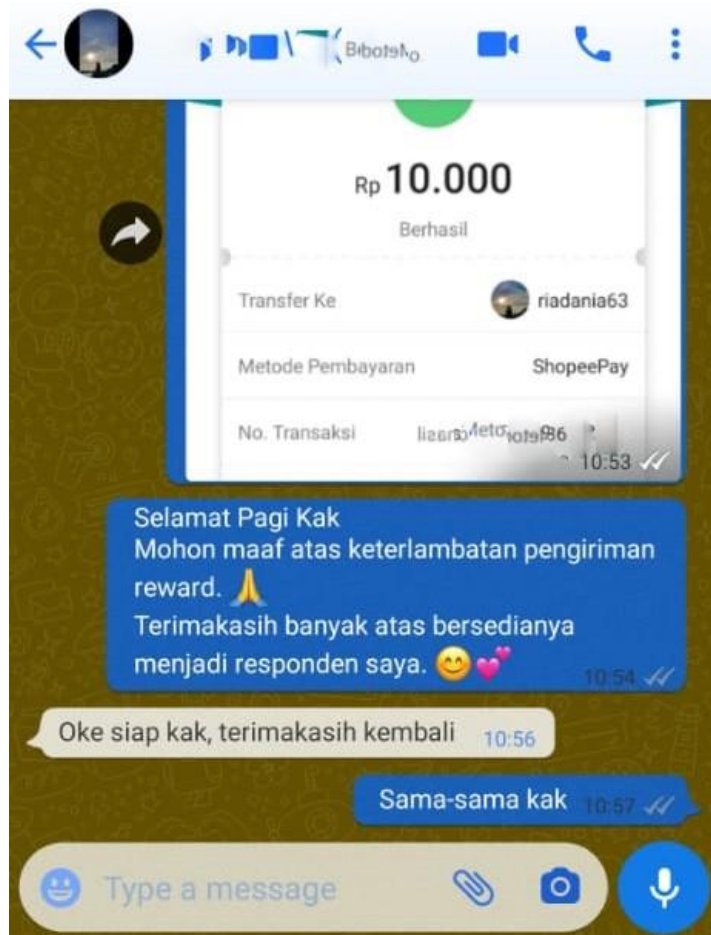 Rp 10.000
Berhasil
Transfer Ke riadania63
Metode Pembayaran ShopeePay
No. Transaksi
10:53
Selamat Pagi Kak
Mohon maaf atas keterlambatan pengiriman
reward. 🙏
Terimakasih banyak atas bersedianya
menjadi responden saya. 😊💕
10:54
Oke siap kak, terimakasih kembali 10:56
Sama-sama kak 10:57
Type a message